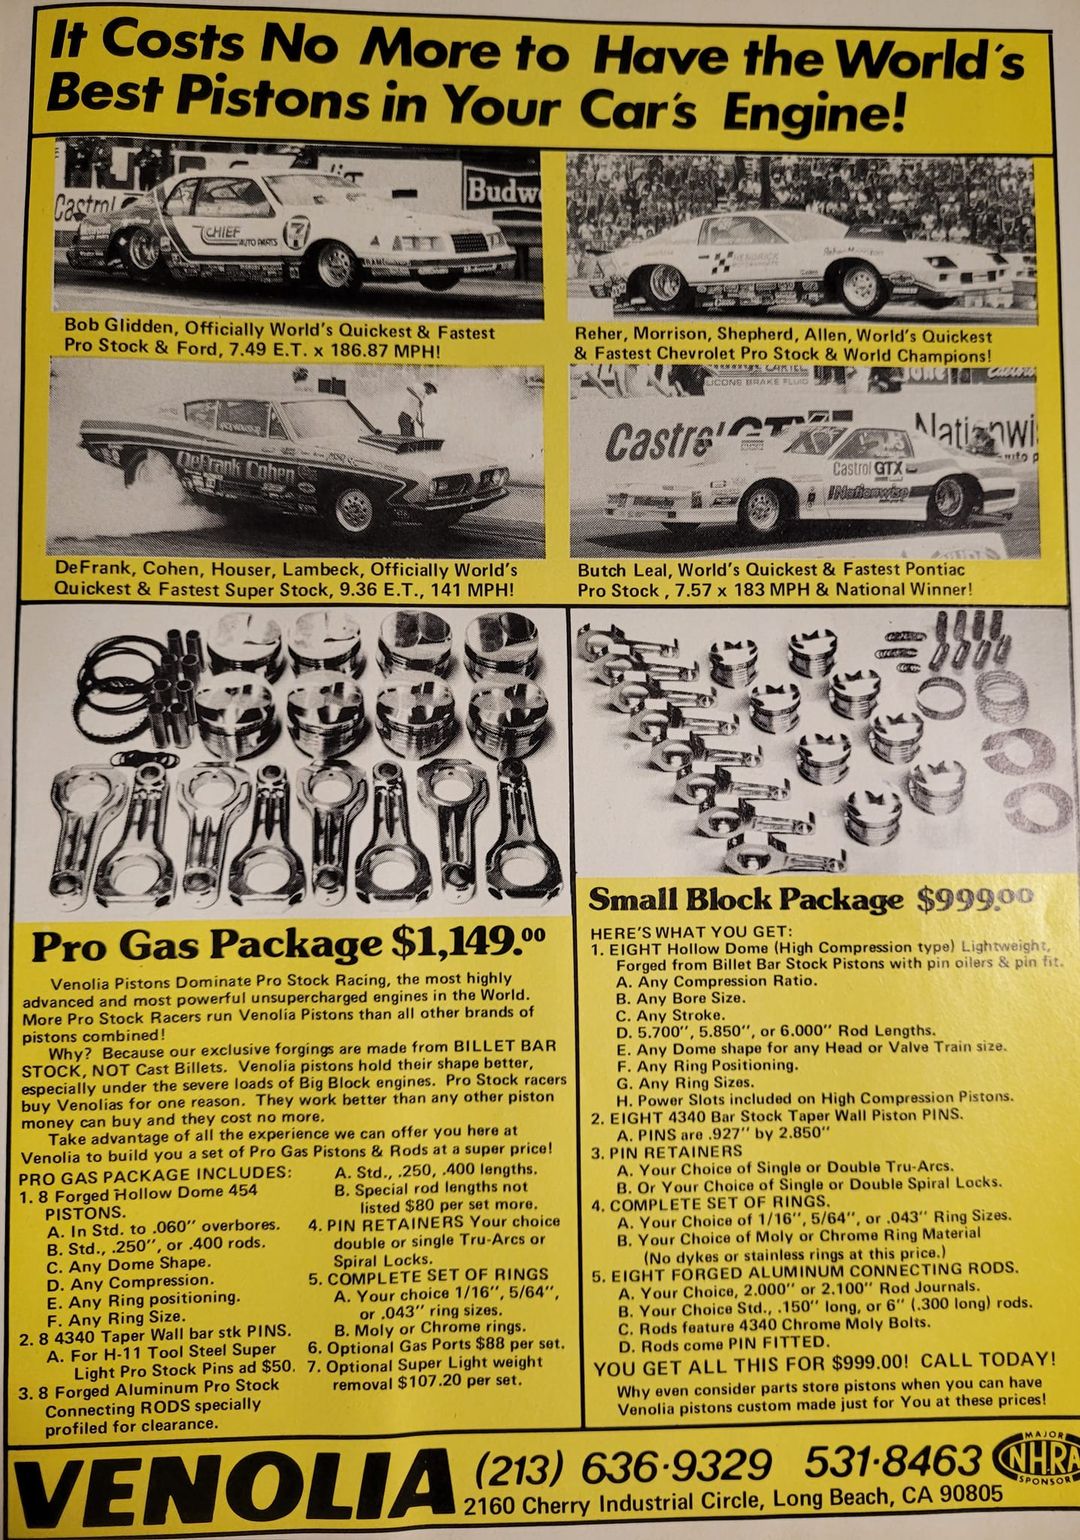 It Costs No More to Have the World's
Best Pistons in Your Car's Engine!
Castrol
Budw
CHIEF
AUTO PARTS
7
HENDRICK
Bob Glidden, Officially World's Quickest & Fastest
Pro Stock & Ford, 7.49 E.T. x 186.87 MPH!
Reher, Morrison, Shepherd, Allen, World's Quickest
& Fastest Chevrolet Pro Stock & World Champions!
DeFrank Cohen
SILICONE BRAKE FLUID
Castrol GTX
Nationwi
Castrol GTX
Nationwise
DeFrank, Cohen, Houser, Lambeck, Officially World's
Quickest & Fastest Super Stock, 9.36 E.T., 141 MPH!
Butch Leal, World's Quickest & Fastest Pontiac
Pro Stock , 7.57 x 183 MPH & National Winner!
Pro Gas Package $1,149.00
Venolia Pistons Dominate Pro Stock Racing, the most highly
advanced and most powerful unsupercharged engines in the World.
More Pro Stock Racers run Venolia Pistons than all other brands of
pistons combined!
Why? Because our exclusive forgings are made from BILLET BAR
STOCK, NOT Cast Billets. Venolia pistons hold their shape better,
especially under the severe loads of Big Block engines. Pro Stock racers
buy Venolias for one reason. They work better than any other piston
money can buy and they cost no more.
Take advantage of all the experience we can offer you here at
Venolia to build you a set of Pro Gas Pistons & Rods at a super price!
PRO GAS PACKAGE INCLUDES:
1. 8 Forged Hollow Dome 454
PISTONS.
A. In Std. to .060" overbores.
B. Std., .250", or .400 rods.
C. Any Dome Shape.
D. Any Compression.
E. Any Ring positioning.
F. Any Ring Size.
2. 8 4340 Taper Wall bar stk PINS.
A. For H-11 Tool Steel Super
Light Pro Stock Pins ad $50.
3. 8 Forged Aluminum Pro Stock
Connecting RODS specially
profiled for clearance.
A. Std., .250, .400 lengths.
B. Special rod lengths not
listed $80 per set more.
4. PIN RETAINERS Your choice
double or single Tru-Arcs or
Spiral Locks.
5. COMPLETE SET OF RINGS
A. Your choice 1/16", 5/64",
or .043" ring sizes.
B. Moly or Chrome rings.
6. Optional Gas Ports $88 per set.
7. Optional Super Light weight
removal $107.20 per set.
Small Block Package $999.00
HERE'S WHAT YOU GET:
1. EIGHT Hollow Dome (High Compression type) Lightweight,
Forged from Billet Bar Stock Pistons with pin oilers & pin fit.
A. Any Compression Ratio.
B. Any Bore Size.
C. Any Stroke.
D. 5.700", 5.850", or 6.000" Rod Lengths.
E. Any Dome shape for any Head or Valve Train size.
F. Any Ring Positioning.
G. Any Ring Sizes.
H. Power Slots included on High Compression Pistons.
2. EIGHT 4340 Bar Stock Taper Wall Piston PINS.
A. PINS are .927" by 2.850"
3. PIN RETAINERS
A. Your Choice of Single or Double Tru-Arcs.
B. Or Your Choice of Single or Double Spiral Locks.
4. COMPLETE SET OF RINGS.
A. Your Choice of 1/16", 5/64", or .043" Ring Sizes.
B. Your Choice of Moly or Chrome Ring Material
(No dykes or stainless rings at this price.)
5. EIGHT FORGED ALUMINUM CONNECTING RODS.
A. Your Choice, 2.000" or 2.100" Rod Journals.
B. Your Choice Std., .150" long, or 6" (.300 long) rods.
C. Rods feature 4340 Chrome Moly Bolts.
D. Rods come PIN FITTED.
YOU GET ALL THIS FOR $999.00! CALL TODAY!
Why even consider parts store pistons when you can have
Venolia pistons custom made just for You at these prices!
VENOLIA
(213) 636-9329 531-8463
2160 Cherry Industrial Circle, Long Beach, CA 90805
MAJOR
NHRA
SPONSOR